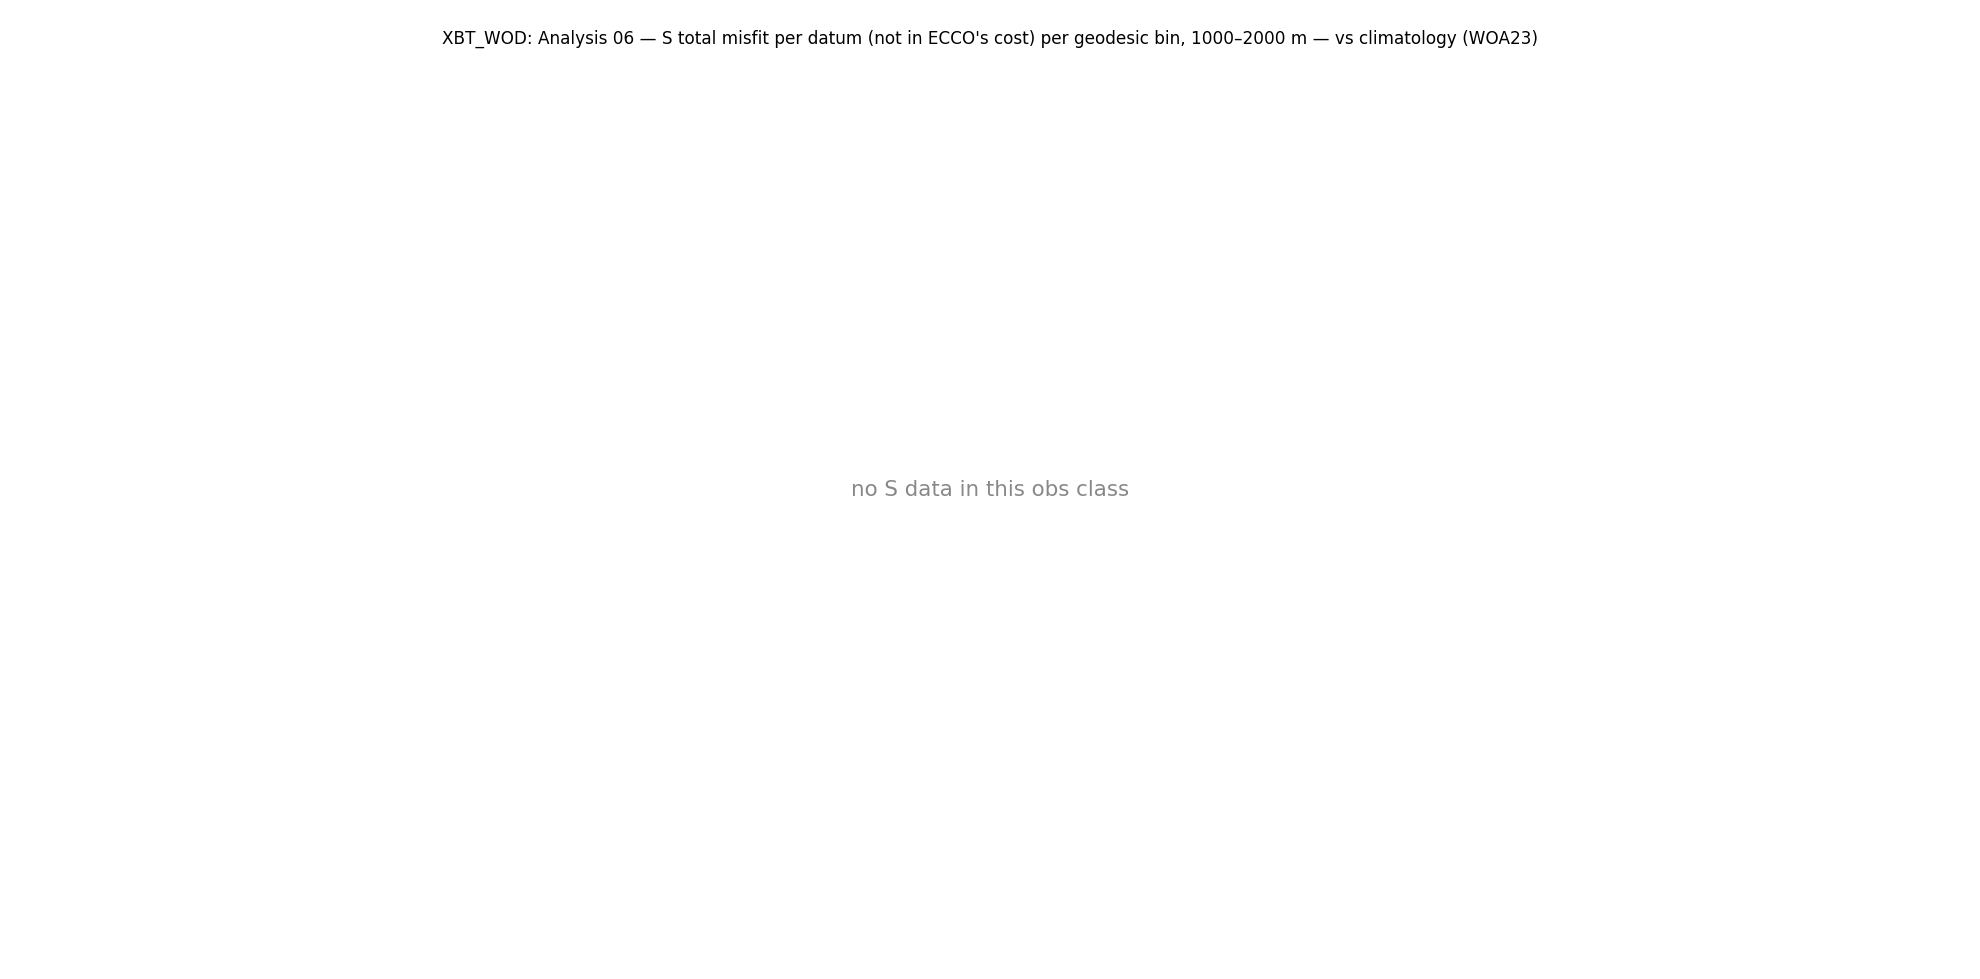 XBT_WOD: Analysis 06 — S total misfit per datum (not in ECCO's cost) per geodesic bin, 1000–2000 m — vs climatology (WOA23)
no S data in this obs class